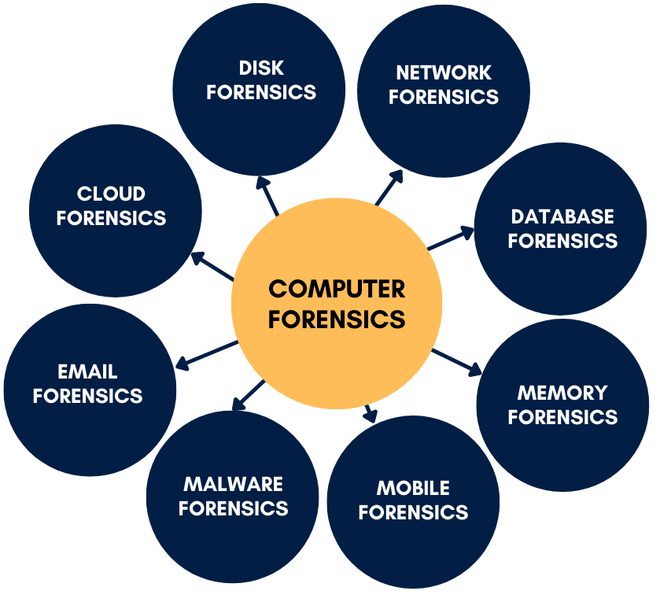 DISK
FORENSICS
NETWORK
FORENSICS
CLOUD
FORENSICS
DATABASE
FORENSICS
COMPUTER
FORENSICS
EMAIL
FORENSICS
MEMORY
FORENSICS
MALWARE
FORENSICS
MOBILE
FORENSICS